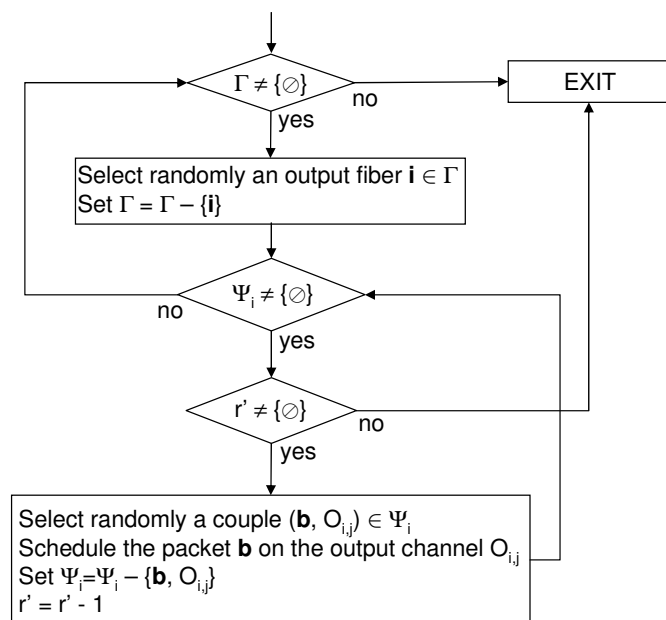 Γ ≠ {∅}
no
EXIT
yes
Select randomly an output fiber i ∈ Γ
Set Γ = Γ – {i}
Ψi ≠ {∅}
no
yes
r' ≠ {∅}
no
yes
Select randomly a couple (b, Oi,j) ∈ Ψi
Schedule the packet b on the output channel Oi,j
Set Ψi=Ψi – {b, Oi,j}
r' = r' - 1